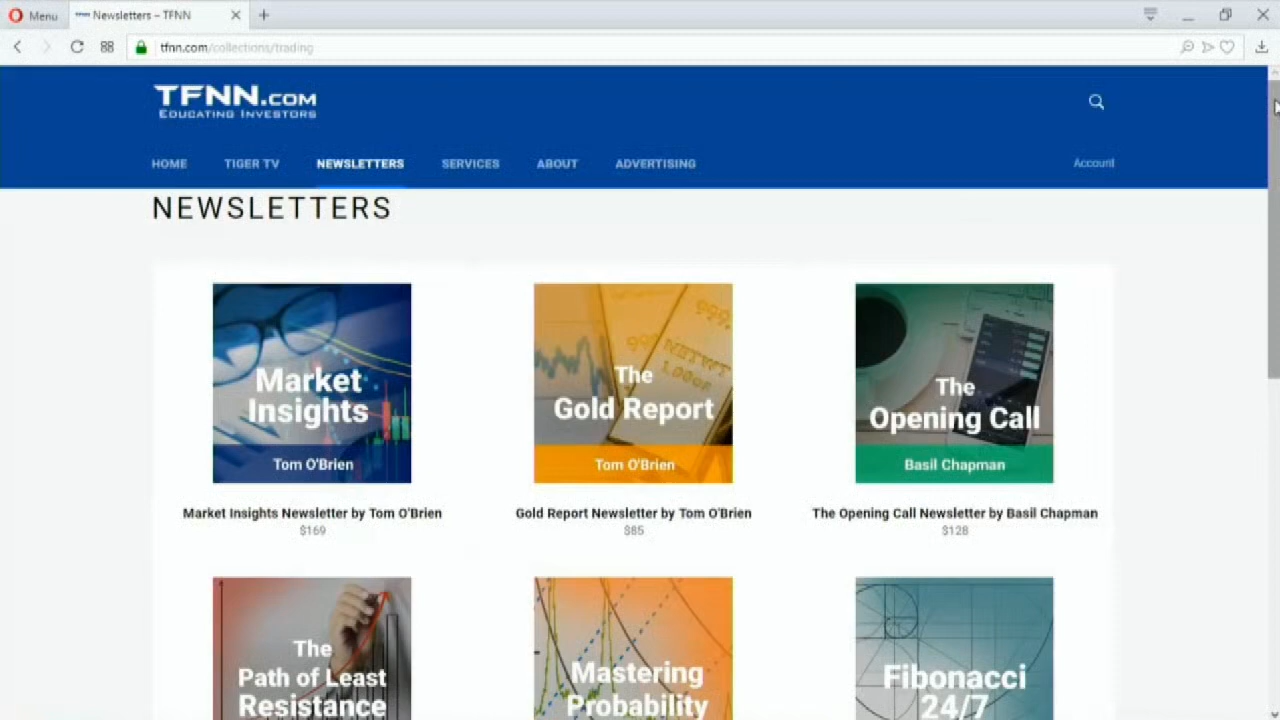 Menu
Newsletters – TFNN
tfnn.com/collections/trading
TFNN.COM
EDUCATING INVESTORS
HOME TIGER TV NEWSLETTERS SERVICES ABOUT ADVERTISING Account
NEWSLETTERS
Market
Insights
Tom O'Brien
Market Insights Newsletter by Tom O'Brien
$169
The
Gold Report
Tom O'Brien
Gold Report Newsletter by Tom O'Brien
$85
The
Opening Call
Basil Chapman
The Opening Call Newsletter by Basil Chapman
$128
The
Path of Least
Resistance
Mastering
Probability
Fibonacci
24/7